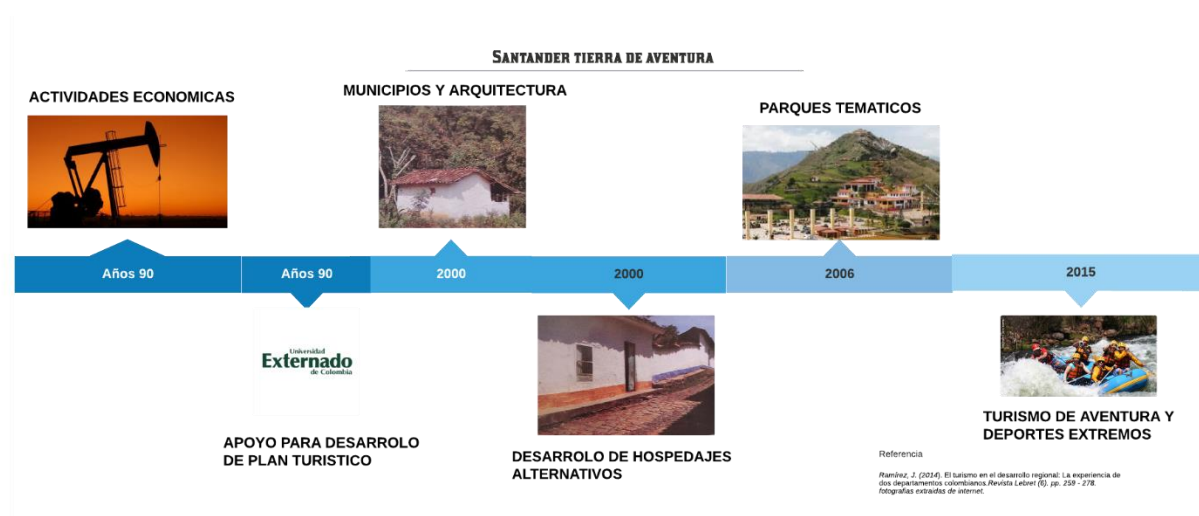 SANTANDER TIERRA DE AVENTURA
ACTIVIDADES ECONOMICAS
MUNICIPIOS Y ARQUITECTURA
PARQUES TEMATICOS
Años 90
Años 90
2000
2000
2006
2015
Universidad
Externado
de Colombia
APOYO PARA DESARROLO
DE PLAN TURISTICO
DESARROLO DE HOSPEDAJES
ALTERNATIVOS
TURISMO DE AVENTURA Y
DEPORTES EXTREMOS
Referencia
Ramírez, J. (2014). El turismo en el desarrollo regional: La experiencia de
dos departamentos colombianos.Revista Lebret (6). pp. 259 - 278.
fotografias extraidas de internet.